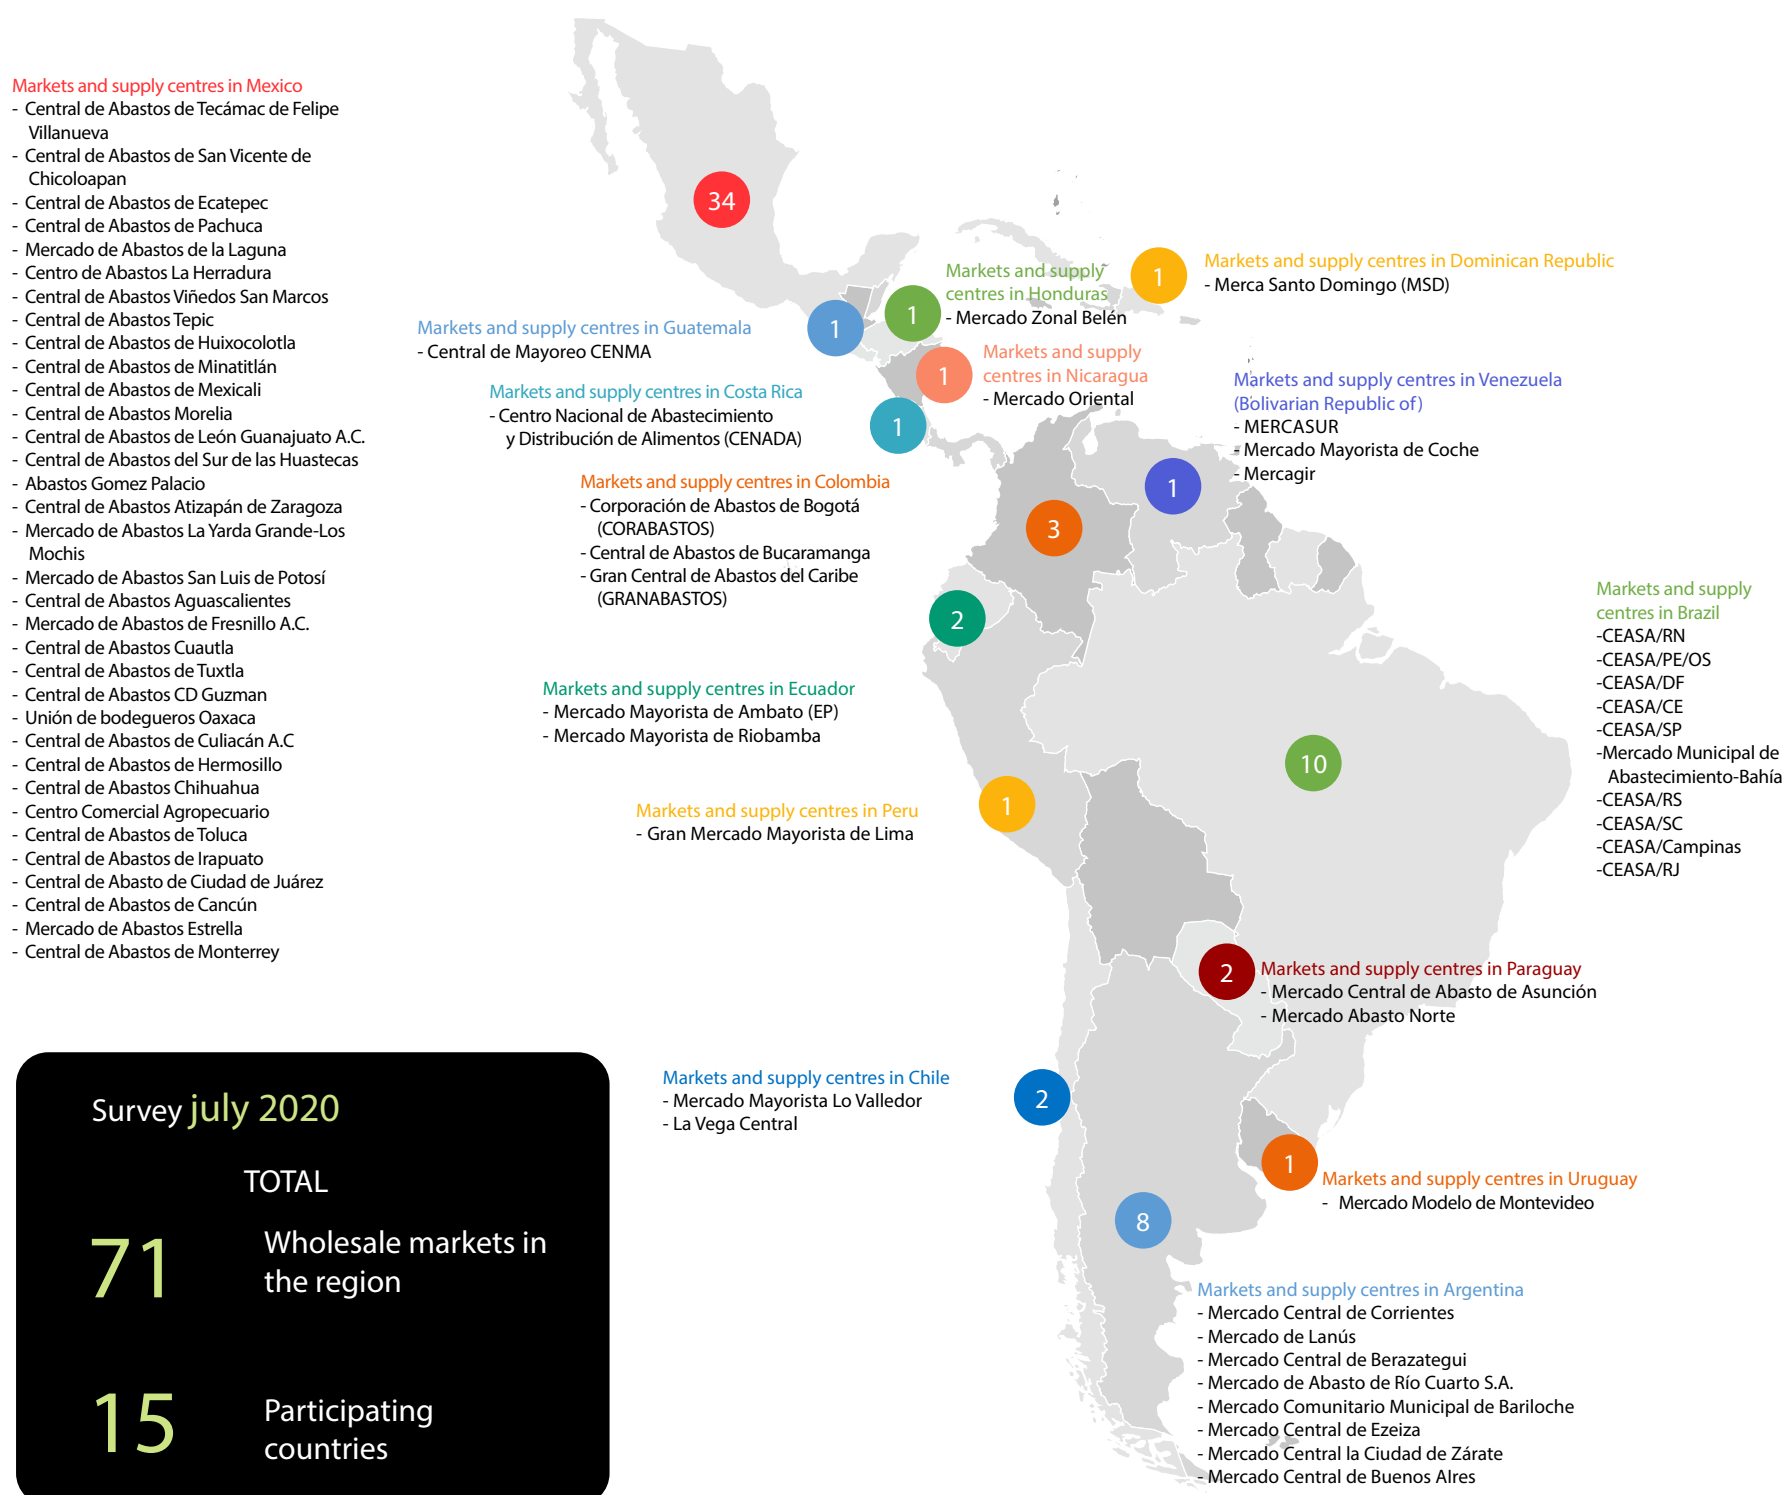 Markets and supply centres in Mexico
- Central de Abastos de Tecámac de Felipe
Villanueva
- Central de Abastos de San Vicente de
Chicoloapan
- Central de Abastos de Ecatepec
- Central de Abastos de Pachuca
- Mercado de Abastos de la Laguna
- Centro de Abastos La Herradura
- Central de Abastos Viñedos San Marcos
- Central de Abastos Tepic
- Central de Abastos de Huixocolotla
- Central de Abastos de Minatitlán
- Central de Abastos de Mexicali
- Central de Abastos Morelia
- Central de Abastos de León Guanajuato A.C.
- Central de Abastos del Sur de las Huastecas
- Abastos Gomez Palacio
- Central de Abastos Atizapán de Zaragoza
- Mercado de Abastos La Yarda Grande-Los
Mochis
- Mercado de Abastos San Luis de Potosí
- Central de Abastos Aguascalientes
- Mercado de Abastos de Fresnillo A.C.
- Central de Abastos Cuautla
- Central de Abastos de Tuxtla
- Central de Abastos CD Guzman
- Unión de bodegueros Oaxaca
- Central de Abastos de Culiacán A.C
- Central de Abastos de Hermosillo
- Central de Abastos Chihuahua
- Centro Comercial Agropecuario
- Central de Abastos de Toluca
- Central de Abastos de Irapuato
- Central de Abasto de Ciudad de Juárez
- Central de Abastos de Cancún
- Mercado de Abastos Estrella
- Central de Abastos de Monterrey
34
Markets and supply centres in Guatemala
- Central de Mayoreo CENMA
1
Markets and supply
centres in Honduras
- Mercado Zonal Belén
1
Markets and supply centres in Dominican Republic
- Merca Santo Domingo (MSD)
1
Markets and supply
centres in Nicaragua
- Mercado Oriental
1
Markets and supply centres in Costa Rica
- Centro Nacional de Abastecimiento
y Distribución de Alimentos (CENADA)
1
Markets and supply centres in Venezuela
(Bolivarian Republic of)
- MERCASUR
- Mercado Mayorista de Coche
- Mercagir
1
Markets and supply centres in Colombia
- Corporación de Abastos de Bogotá
(CORABASTOS)
- Central de Abastos de Bucaramanga
- Gran Central de Abastos del Caribe
(GRANABASTOS)
3
Markets and supply centres in Ecuador
- Mercado Mayorista de Ambato (EP)
- Mercado Mayorista de Riobamba
2
Markets and supply centres in Peru
- Gran Mercado Mayorista de Lima
1
Markets and supply
centres in Brazil
-CEASA/RN
-CEASA/PE/OS
-CEASA/DF
-CEASA/CE
-CEASA/SP
-Mercado Municipal de
Abastecimiento-Bahía
-CEASA/RS
-CEASA/SC
-CEASA/Campinas
-CEASA/RJ
10
Markets and supply centres in Paraguay
- Mercado Central de Abasto de Asunción
- Mercado Abasto Norte
2
Markets and supply centres in Chile
- Mercado Mayorista Lo Valledor
- La Vega Central
2
Markets and supply centres in Uruguay
- Mercado Modelo de Montevideo
1
Markets and supply centres in Argentina
- Mercado Central de Corrientes
- Mercado de Lanús
- Mercado Central de Berazategui
- Mercado de Abasto de Río Cuarto S.A.
- Mercado Comunitario Municipal de Bariloche
- Mercado Central de Ezeiza
- Mercado Central la Ciudad de Zárate
- Mercado Central de Buenos AIres
8
Survey july 2020
TOTAL
71 Wholesale markets in
the region
15 Participating
countries